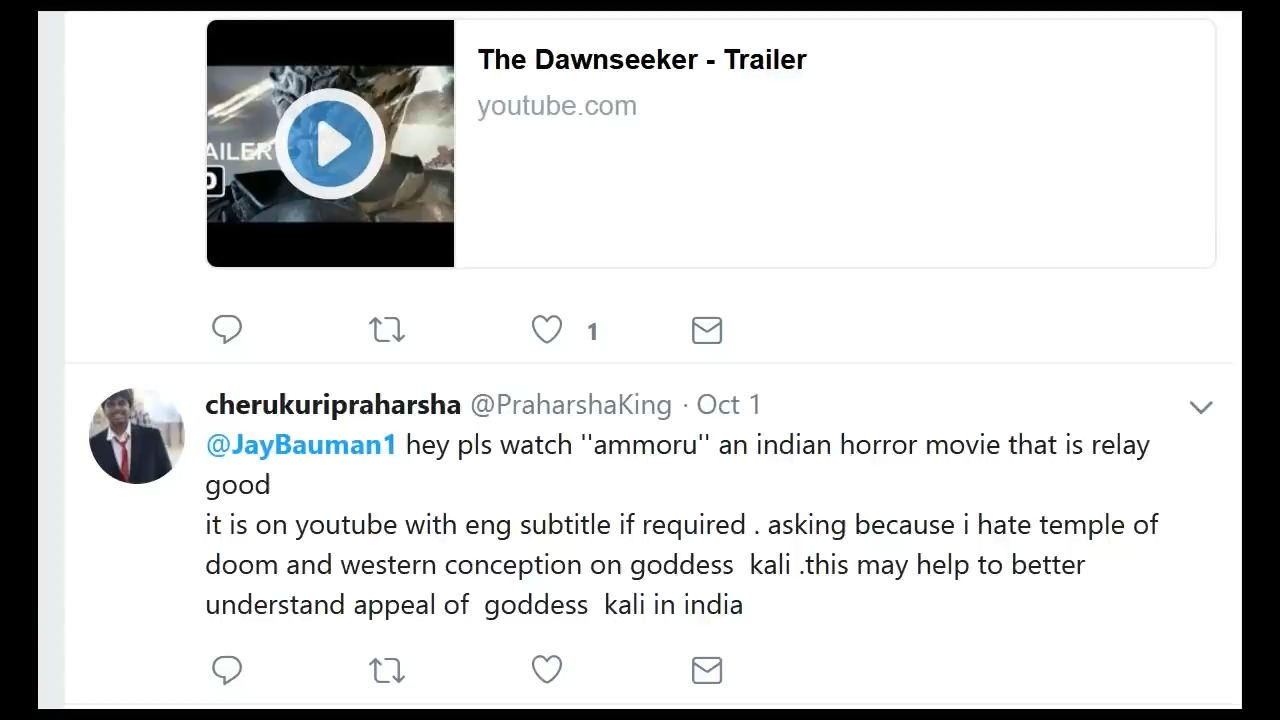 The Dawnseeker - Trailer
youtube.com
AILER
D
1
cherukuripraharsha @PraharshaKing · Oct 1
@JayBauman1 hey pls watch "ammoru" an indian horror movie that is relay
good
it is on youtube with eng subtitle if required . asking because i hate temple of
doom and western conception on goddess  kali .this may help to better
understand appeal of  goddess  kali in india